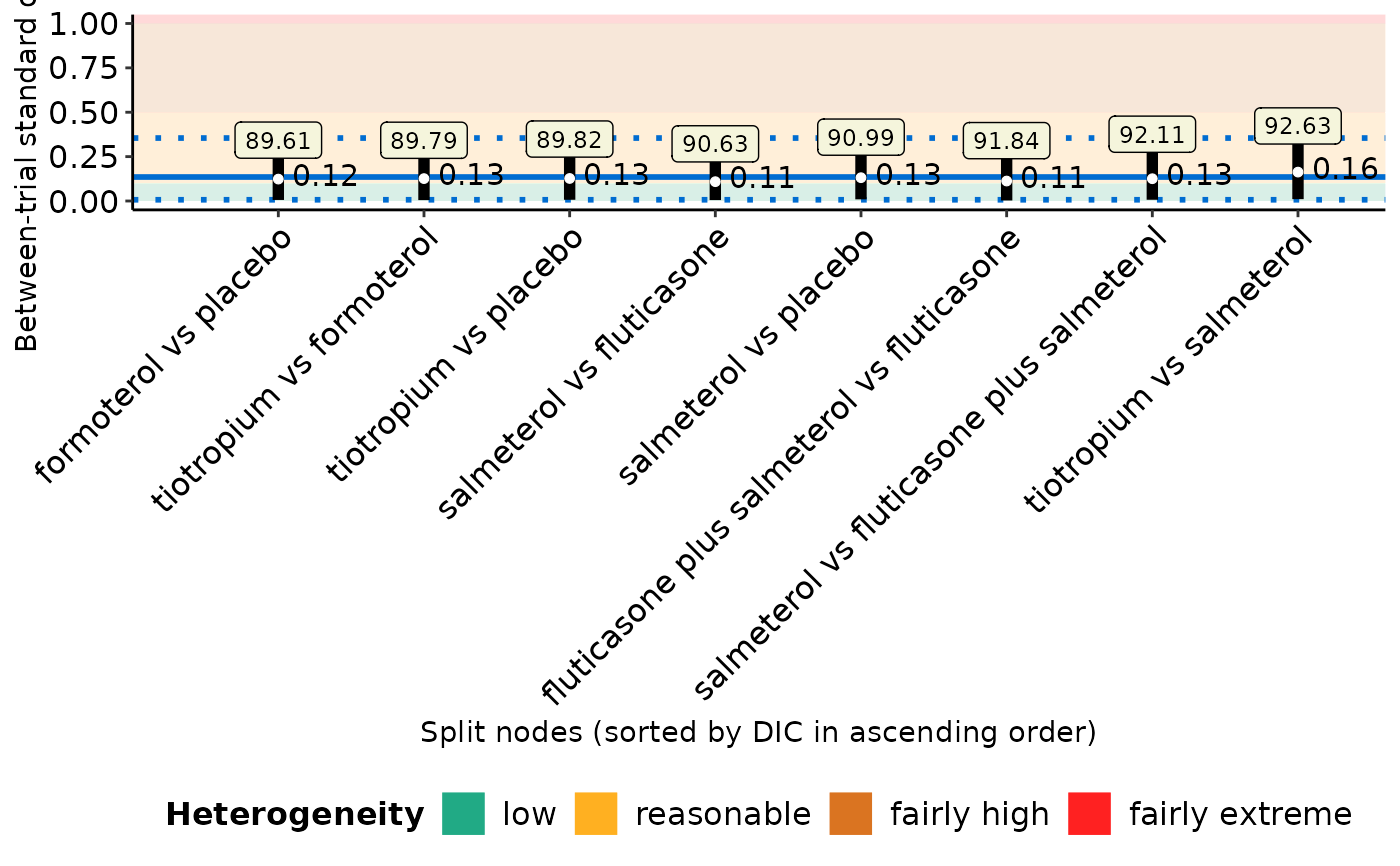 Between-trial standard
1.00
0.75
0.50
0.25
0.00
89.61
89.79
89.82
90.63
90.99
91.84
92.11
92.63
0.12
0.13
0.13
0.11
0.13
0.11
0.13
0.16
formoterol vs placebo
tiotropium vs formoterol
tiotropium vs placebo
salmeterol vs fluticasone
salmeterol vs placebo
fluticasone plus salmeterol vs fluticasone
salmeterol vs fluticasone plus salmeterol
tiotropium vs salmeterol
Split nodes (sorted by DIC in ascending order)
Heterogeneity low reasonable fairly high fairly extreme